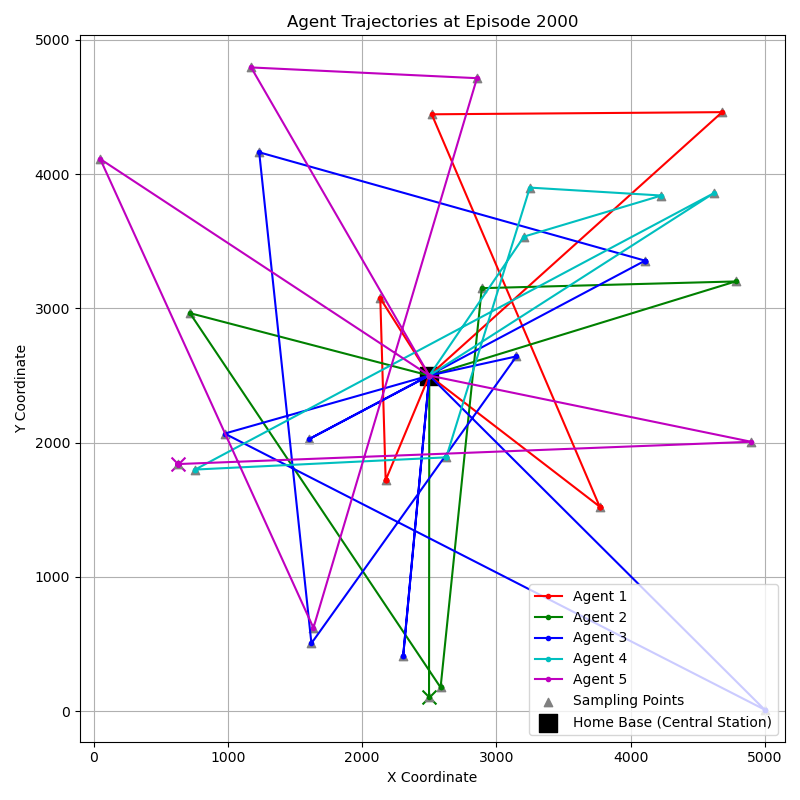 Agent Trajectories at Episode 2000
5000
4000
3000
2000
1000
0
Y Coordinate
0 1000 2000 3000 4000 5000
X Coordinate
Agent 1
Agent 2
Agent 3
Agent 4
Agent 5
Sampling Points
Home Base (Central Station)